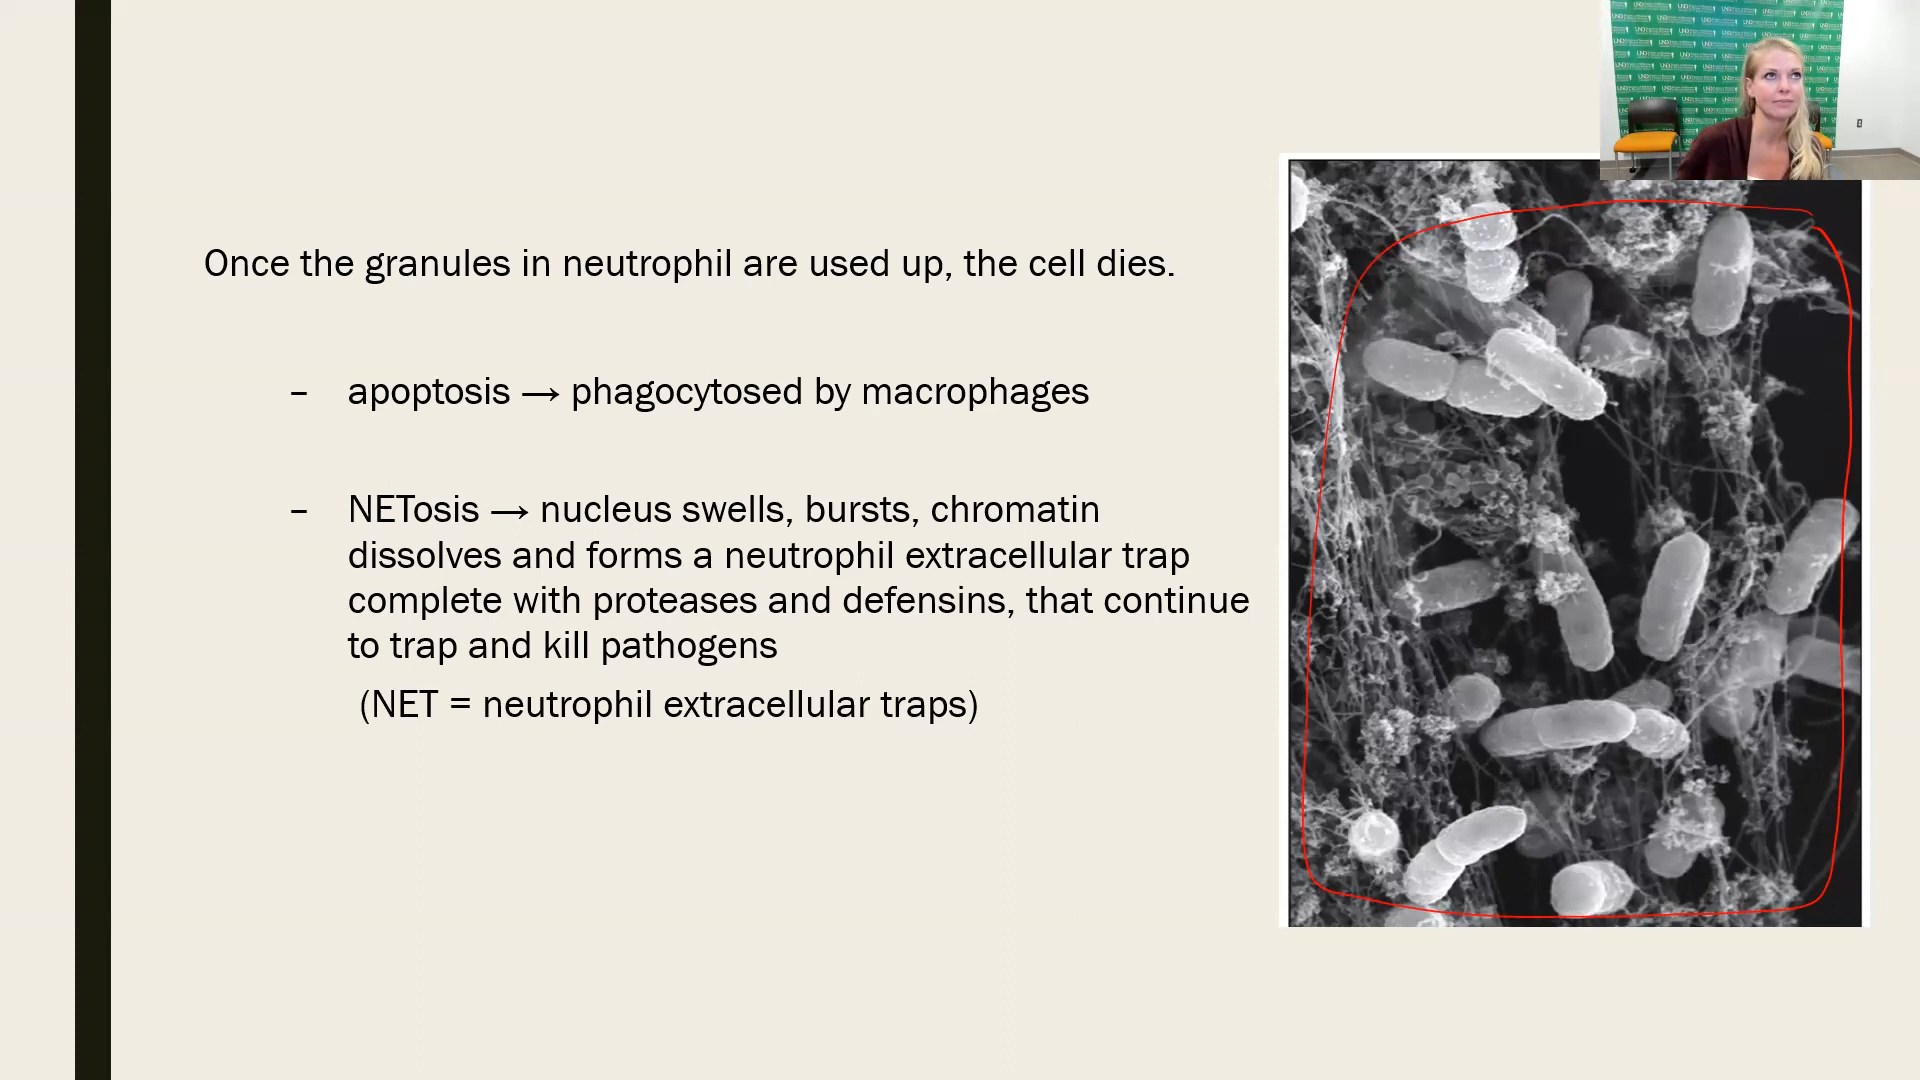 Once the granules in neutrophil are used up, the cell dies.
– apoptosis → phagocytosed by macrophages
– NETosis → nucleus swells, bursts, chromatin
dissolves and forms a neutrophil extracellular trap
complete with proteases and defensins, that continue
to trap and kill pathogens
(NET = neutrophil extracellular traps)